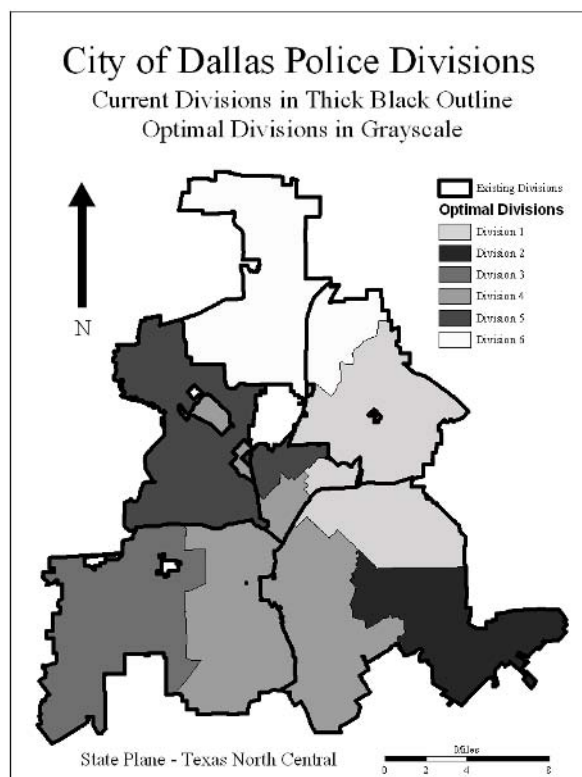 City of Dallas Police Divisions
Current Divisions in Thick Black Outline
Optimal Divisions in Grayscale
N
Existing Divisions
Optimal Divisions
Division 1
Division 2
Division 3
Division 4
Division 5
Division 6
State Plane - Texas North Central
Miles
0 2 4 8